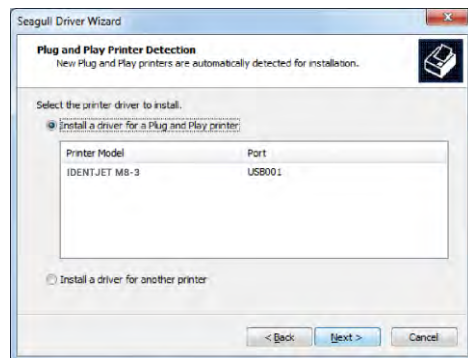 Seagull Driver Wizard
Plug and Play Printer Detection
New Plug and Play printers are automatically detected for installation.
Select the printer driver to install.
Install a driver for a Plug and Play printer
Printer Model Port
IDENTJET M8-3 USB001
Install a driver for another printer
< Back Next > Cancel